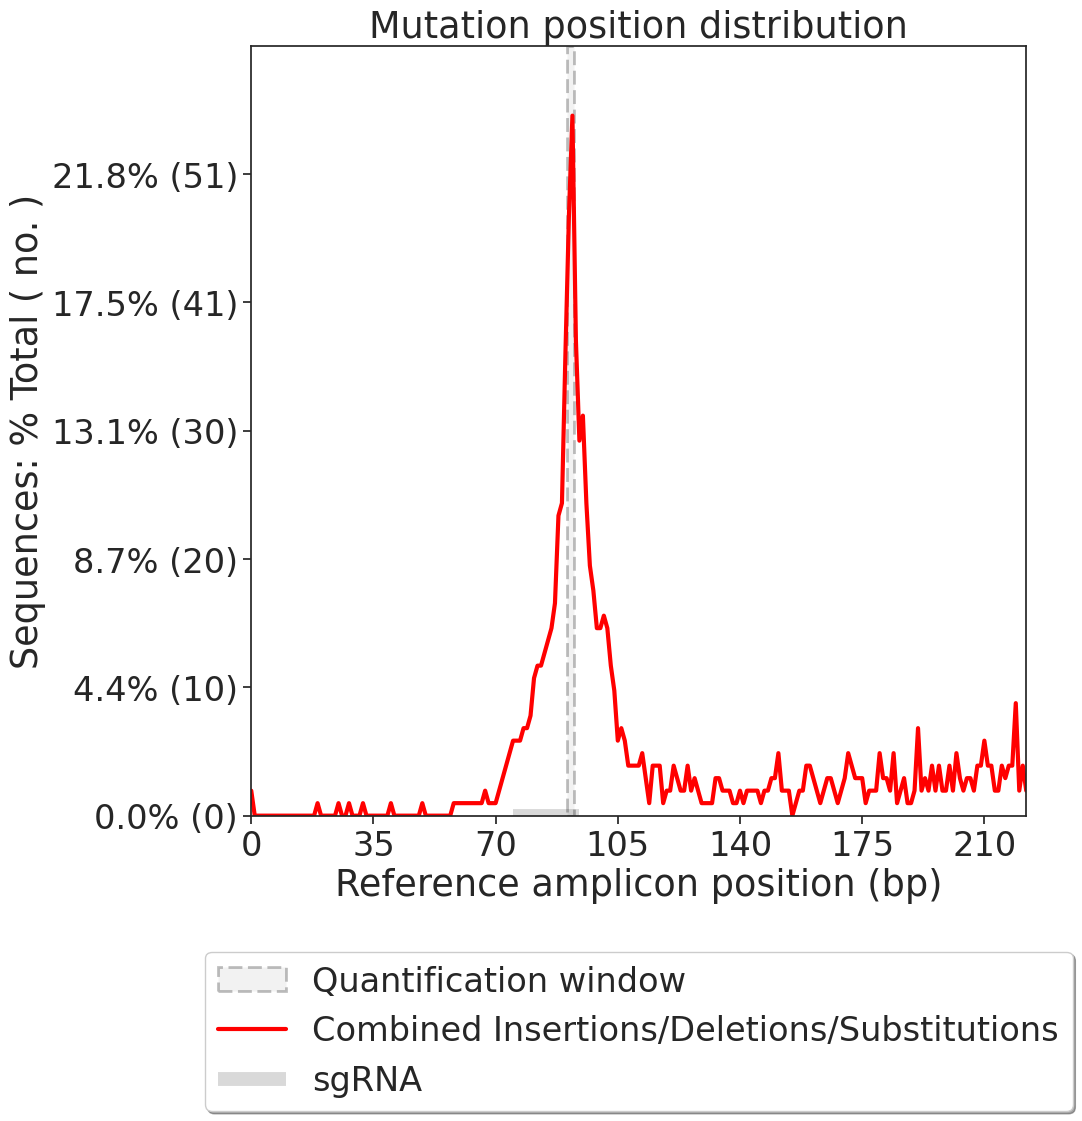 Mutation position distribution
Sequences: % Total ( no. )
21.8% (51)
17.5% (41)
13.1% (30)
8.7% (20)
4.4% (10)
0.0% (0)
0 35 70 105 140 175 210
Reference amplicon position (bp)
Quantification window
Combined Insertions/Deletions/Substitutions
sgRNA